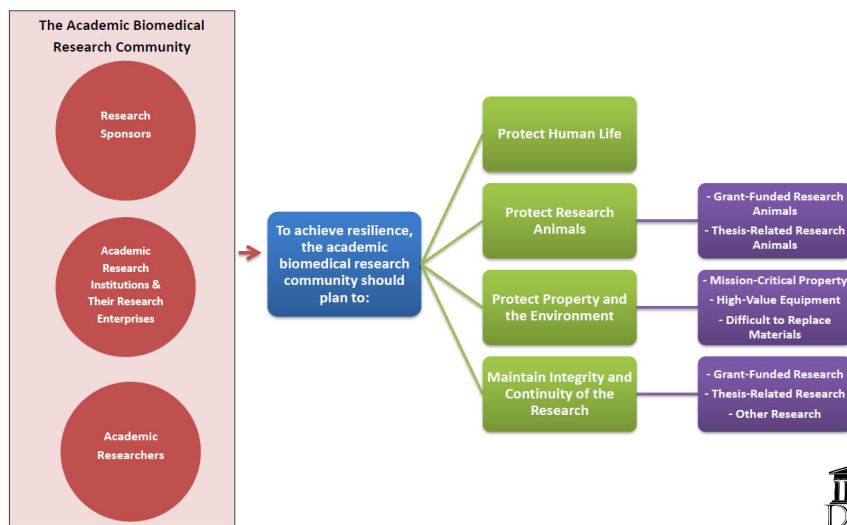 The Academic Biomedical
Research Community
Research
Sponsors
Academic
Research
Institutions &
Their Research
Enterprises
Academic
Researchers
To achieve resilience,
the academic
biomedical research
community should
plan to:
Protect Human Life
Protect Research
Animals
Protect Property and
the Environment
Maintain Integrity and
Continuity of the
Research
- Grant-Funded Research
Animals
- Thesis-Related Research
Animals
- Mission-Critical Property
- High-Value Equipment
- Difficult to Replace
Materials
- Grant-Funded Research
- Thesis-Related Research
- Other Research